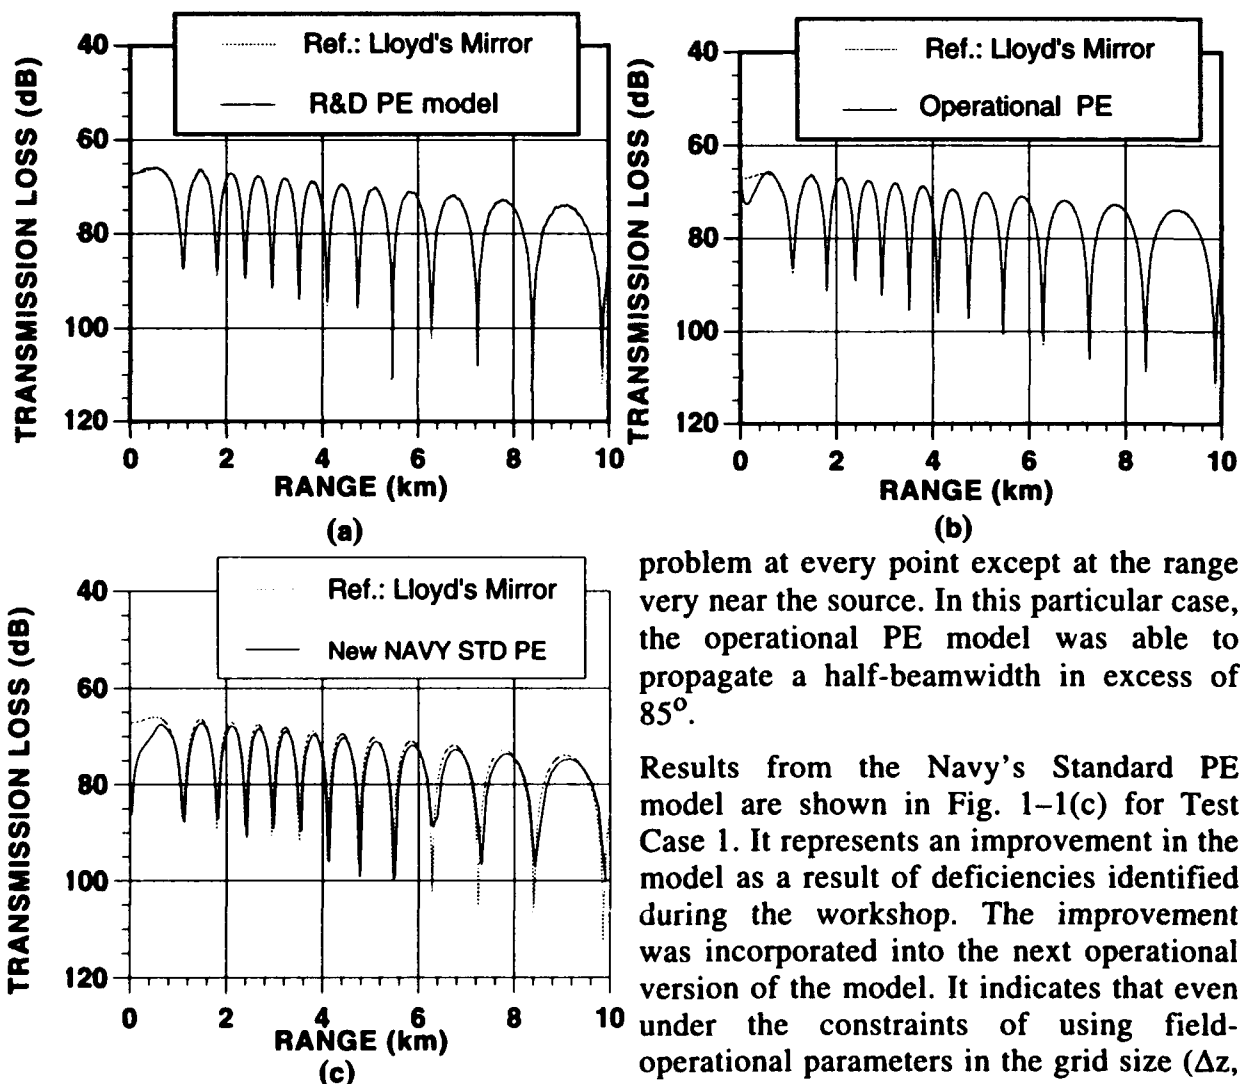 Ref.: Lloyd's Mirror
R&D PE model
TRANSMISSION LOSS (dB)
40
60
80
100
120
0
2
4
6
8
10
RANGE (km)
(a)
Ref.: Lloyd's Mirror
Operational PE
TRANSMISSION LOSS (dB)
40
60
80
100
120
0
2
4
6
8
10
RANGE (km)
(b)
Ref.: Lloyd's Mirror
New NAVY STD PE
TRANSMISSION LOSS (dB)
40
60
80
100
120
0
2
4
6
8
10
RANGE (km)
(c)
problem at every point except at the range
very near the source. In this particular case,
the operational PE model was able to
propagate a half-beamwidth in excess of
85º.
Results from the Navy's Standard PE
model are shown in Fig. 1–1(c) for Test
Case 1. It represents an improvement in the
model as a result of deficiencies identified
during the workshop. The improvement
was incorporated into the next operational
version of the model. It indicates that even
under the constraints of using field-
operational parameters in the grid size (Δz,